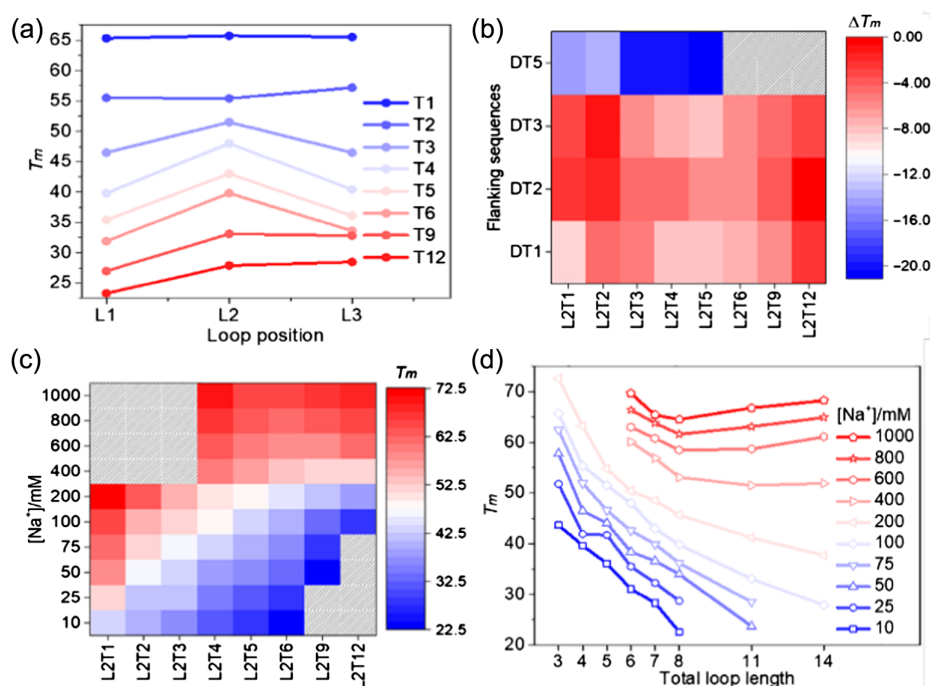 (a)
65
60
55
50
45
40
35
30
25
Tm
L1
L2
L3
Loop position
T1
T2
T3
T4
T5
T6
T9
T12
(b)
ΔTm
DT5
DT3
DT2
DT1
Flanking sequences
L2T1
L2T2
L2T3
L2T4
L2T5
L2T6
L2T9
L2T12
0.00
-4.00
-8.00
-12.00
-16.00
-20.00
(c)
Tm
1000
800
600
400
200
100
75
50
25
10
[Na+]/mM
L2T1
L2T2
L2T3
L2T4
L2T5
L2T6
L2T9
L2T12
72.5
62.5
52.5
42.5
32.5
22.5
(d)
70
60
50
40
30
20
Tm
3 4 5 6 7 8 11 14
Total loop length
[Na+]/mM
1000
800
600
400
200
100
75
50
25
10